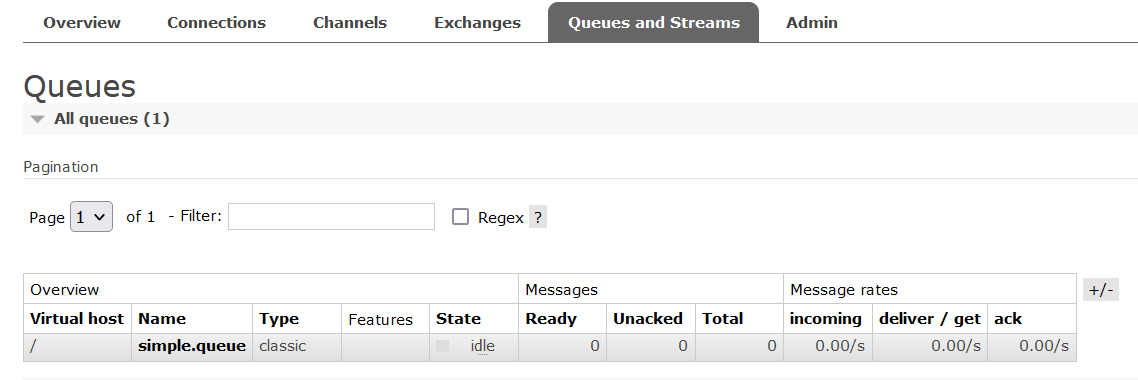 Overview Connections Channels Exchanges Queues and Streams Admin
Queues
All queues (1)
Pagination
Page 1 of 1 - Filter: Regex ?
Overview Messages Message rates +/-
Virtual host Name Type Features State Ready Unacked Total incoming deliver / get ack
/ simple.queue classic idle 0 0 0 0.00/s 0.00/s 0.00/s